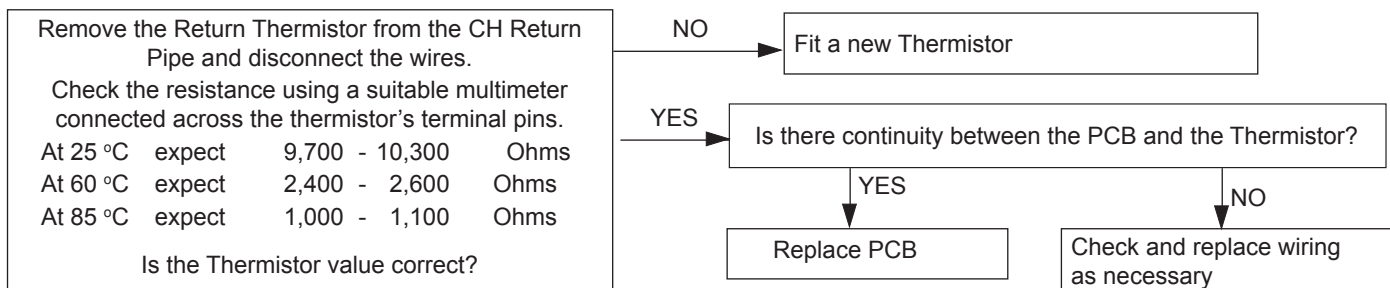 Remove the Return Thermistor from the CH Return
Pipe and disconnect the wires.
Check the resistance using a suitable multimeter
connected across the thermistor's terminal pins.
At 25 °C expect 9,700 - 10,300 Ohms
At 60 °C expect 2,400 - 2,600 Ohms
At 85 °C expect 1,000 - 1,100 Ohms
Is the Thermistor value correct?
NO
Fit a new Thermistor
YES
Is there continuity between the PCB and the Thermistor?
YES
Replace PCB
NO
Check and replace wiring
as necessary